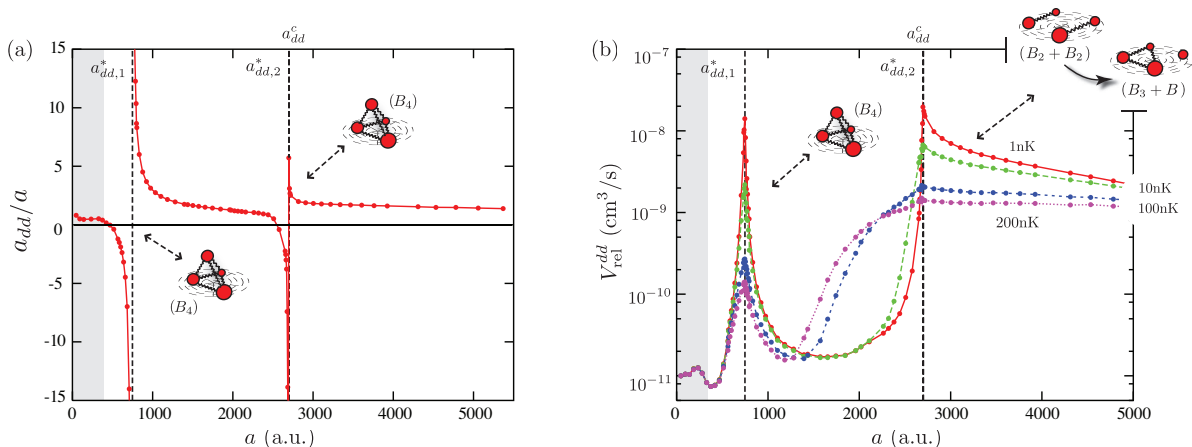 (a)
a_{dd}/a
15
10
5
0
-5
-10
-15
0
1000
2000
3000
4000
5000
a (a.u.)
a^{*}_{dd,1}
a^{*}_{dd,2}
a^{c}_{dd}
(B_4)
(B_4)
(b)
V^{dd}_{rel} (cm^3/s)
10^{-7}
10^{-8}
10^{-9}
10^{-10}
10^{-11}
0
1000
2000
3000
4000
5000
a (a.u.)
a^{*}_{dd,1}
a^{*}_{dd,2}
a^{c}_{dd}
(B_4)
(B_2 + B_2)
(B_3 + B)
1nK
10nK
100nK
200nK